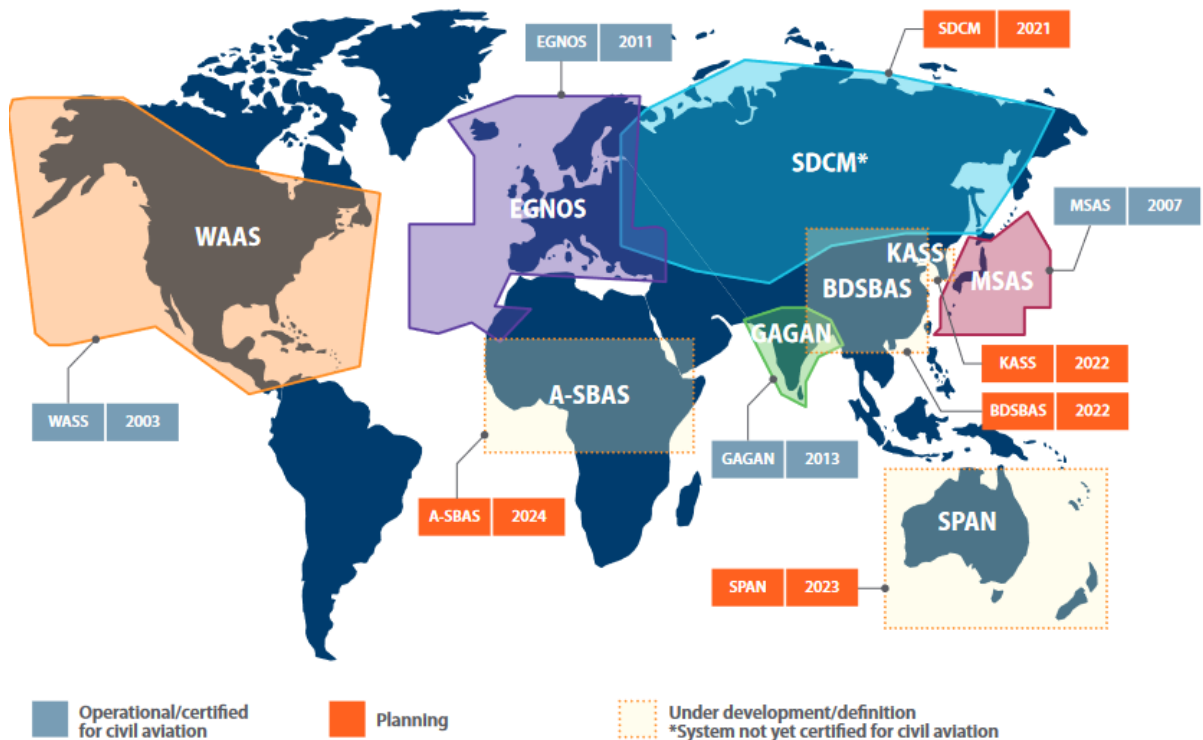 EGNOS 2011
SDCM 2021
SDCM*
MSAS 2007
WAAS
EGNOS
KASS
BDSBAS
MSAS
GAGAN
KASS 2022
A-SBAS
BDSBAS 2022
WASS 2003
GAGAN 2013
A-SBAS 2024
SPAN
SPAN 2023
Operational/certified
for civil aviation
Planning
Under development/definition
*System not yet certified for civil aviation